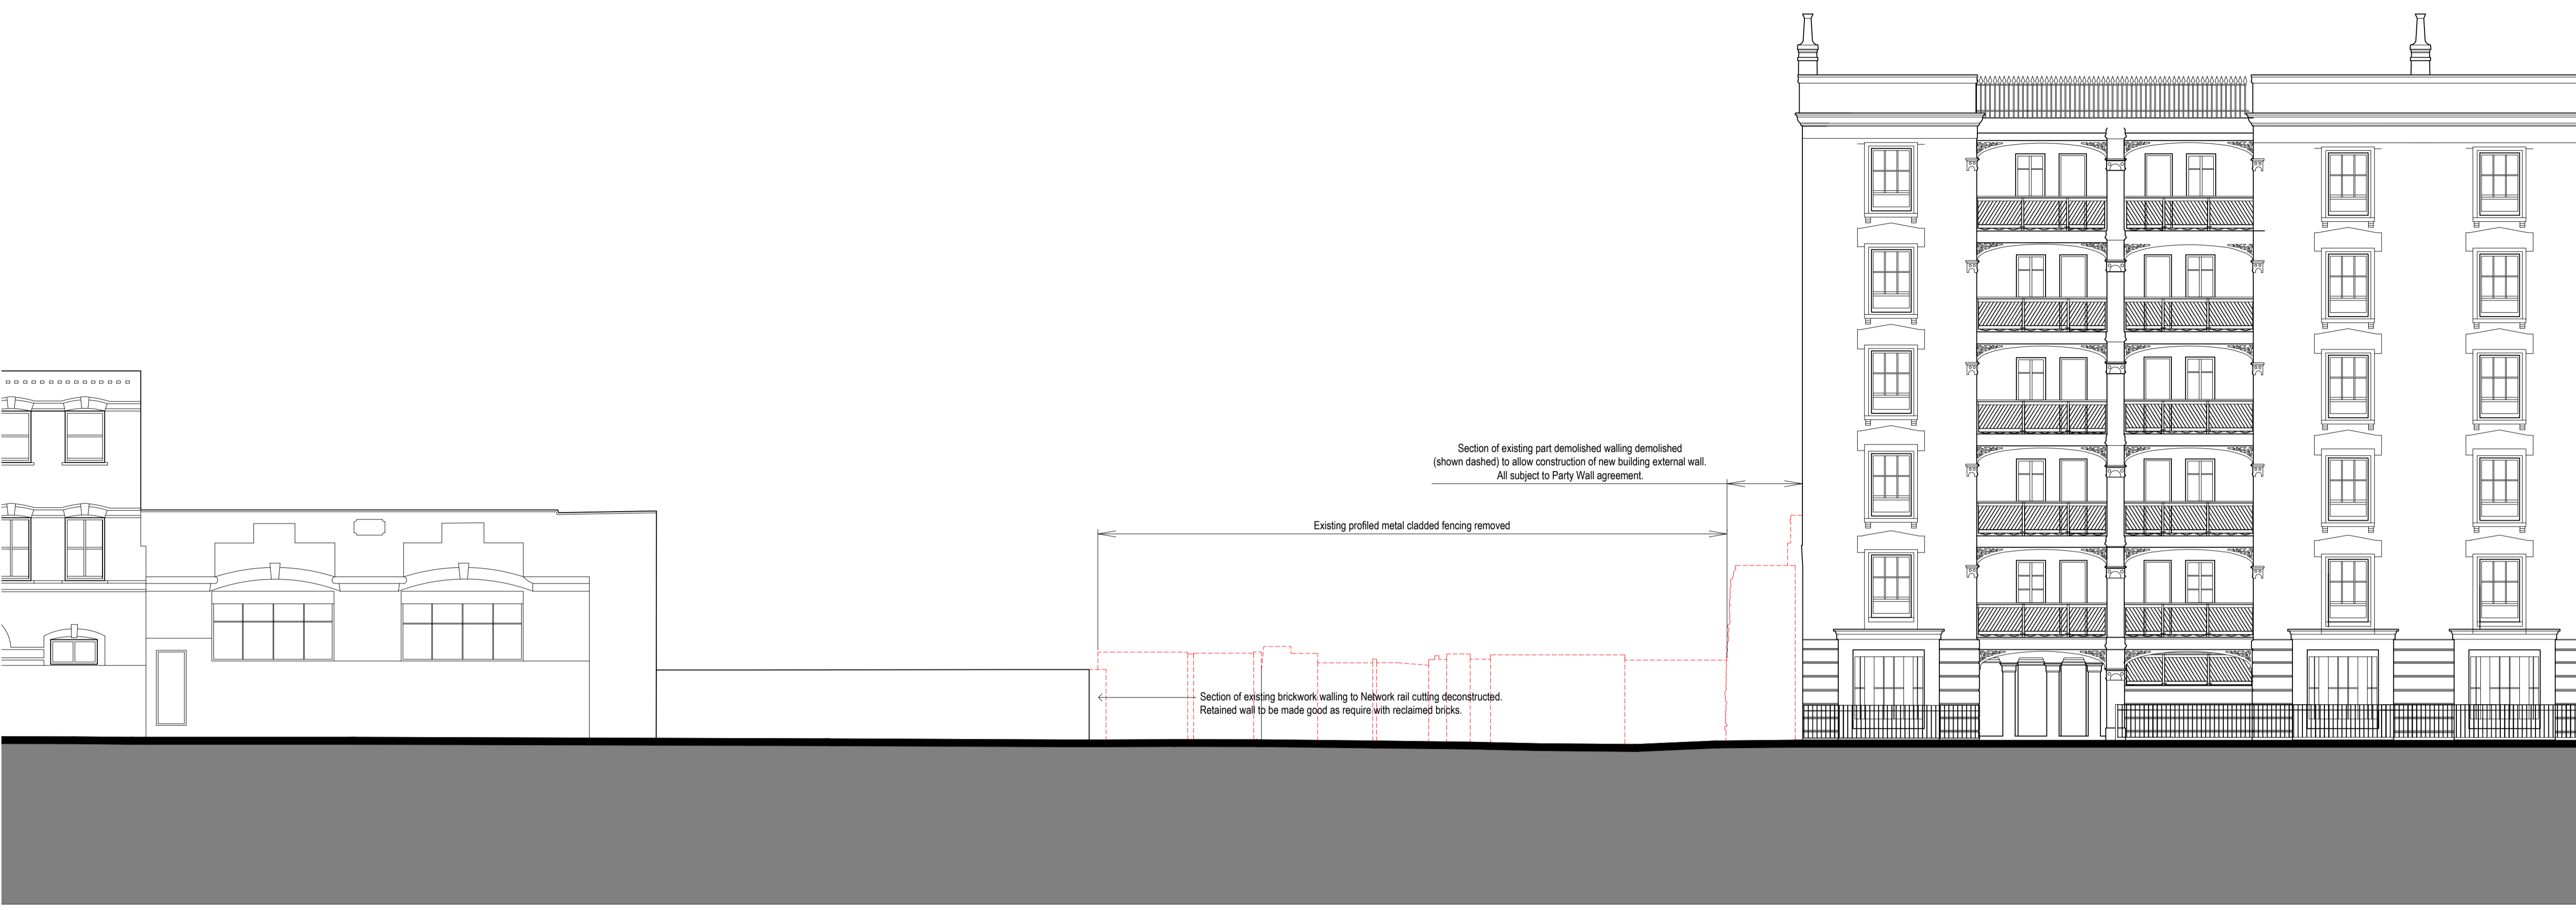 Section of existing part demolished walling demolished
(shown dashed) to allow construction of new building external wall.
All subject to Party Wall agreement.
Existing profiled metal cladded fencing removed
Section of existing brickwork walling to Network rail cutting deconstructed.
Retained wall to be made good as require with reclaimed bricks.